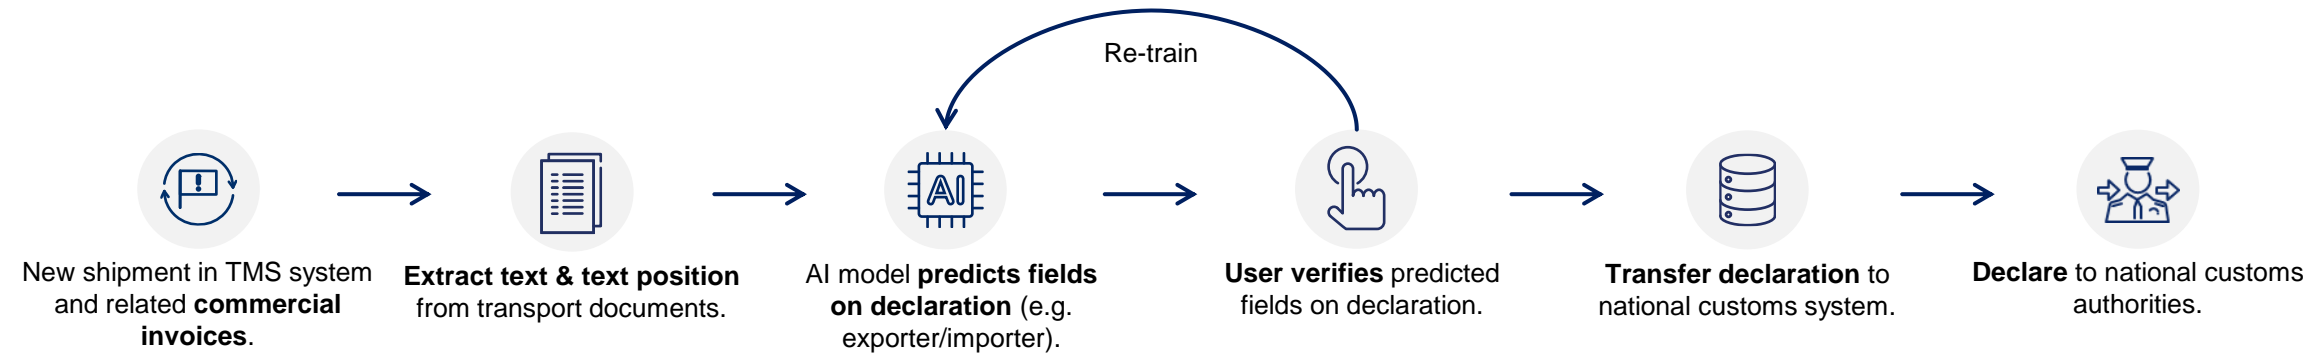 Re-train
AI
New shipment in TMS system
and related commercial
invoices.
Extract text & text position
from transport documents.
AI model predicts fields
on declaration (e.g.
exporter/importer).
User verifies predicted
fields on declaration.
Transfer declaration to
national customs system.
Declare to national customs
authorities.